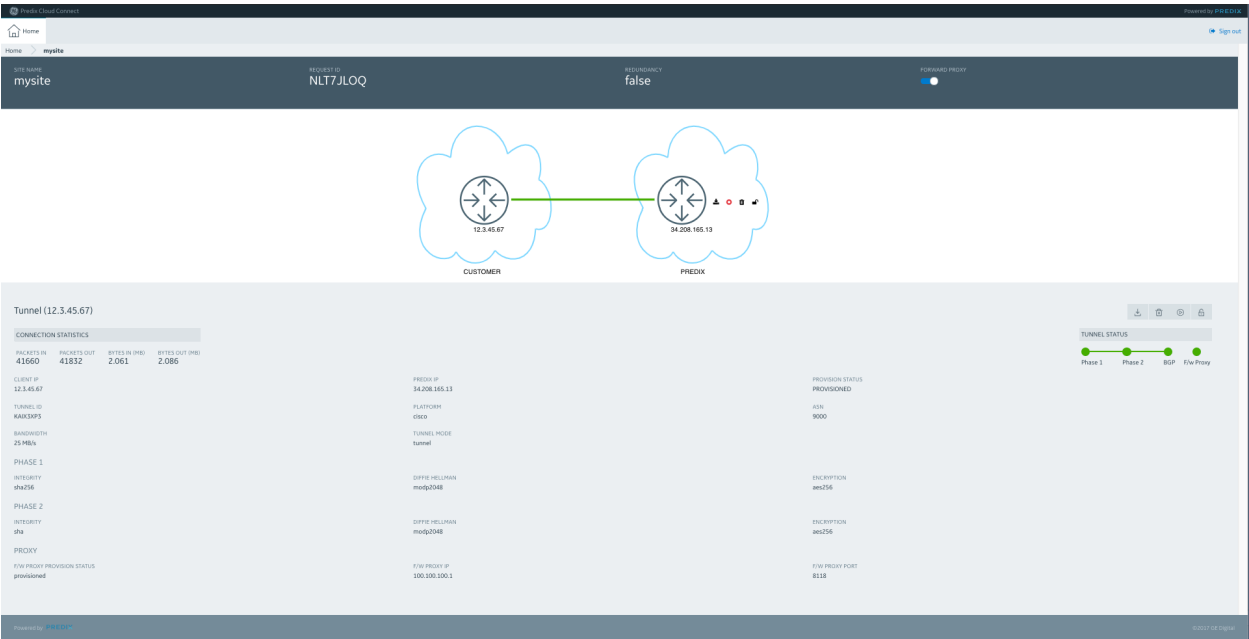 Predix Cloud Connect
Powered by PREDIX
Home
Sign out
Home mysite
SITE NAME REQUEST ID REDUNDANCY FORWARD PROXY
mysite NLT7JLOQ false
12.3.45.67 34.208.165.13
CUSTOMER PREDIX
Tunnel (12.3.45.67)
CONNECTION STATISTICS TUNNEL STATUS
PACKETS IN PACKETS OUT BYTES IN (MB) BYTES OUT (MB)
41660 41832 2.061 2.086
Phase 1 Phase 2 BGP F/w Proxy
CLIENT IP PREDIX IP PROVISION STATUS
12.3.45.67 34.208.165.13 PROVISIONED
TUNNEL ID PLATFORM ASN
KAIX3XP3 cisco 9000
BANDWIDTH TUNNEL MODE
25 MB/s tunnel
PHASE 1
INTEGRITY DIFFIE HELLMAN ENCRYPTION
sha256 modp2048 aes256
PHASE 2
INTEGRITY DIFFIE HELLMAN ENCRYPTION
sha modp2048 aes256
PROXY
F/W PROXY PROVISION STATUS F/W PROXY IP F/W PROXY PORT
provisioned 100.100.100.1 8118
Powered by PREDIX
©2017 GE Digital